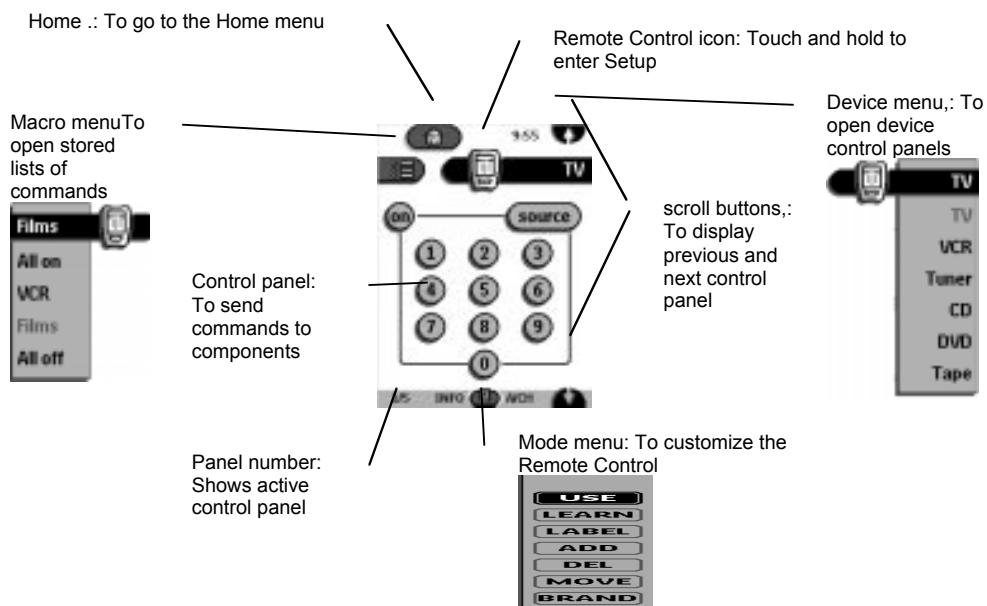 Home .: To go to the Home menu
Remote Control icon: Touch and hold to
enter Setup
Macro menuTo
open stored
lists of
commands
Films
All on
VCR
Films
All off
9:55
TV
on
source
1 2 3
4 5 6
7 8 9
0
INFO
Control panel:
To send
commands to
components
Panel number:
Shows active
control panel
scroll buttons,:
To display
previous and
next control
panel
Device menu,: To
open device
control panels
TV
TV
VCR
Tuner
CD
DVD
Tape
Mode menu: To customize the
Remote Control
USE
LEARN
LABEL
ADD
DEL
MOVE
BRAND